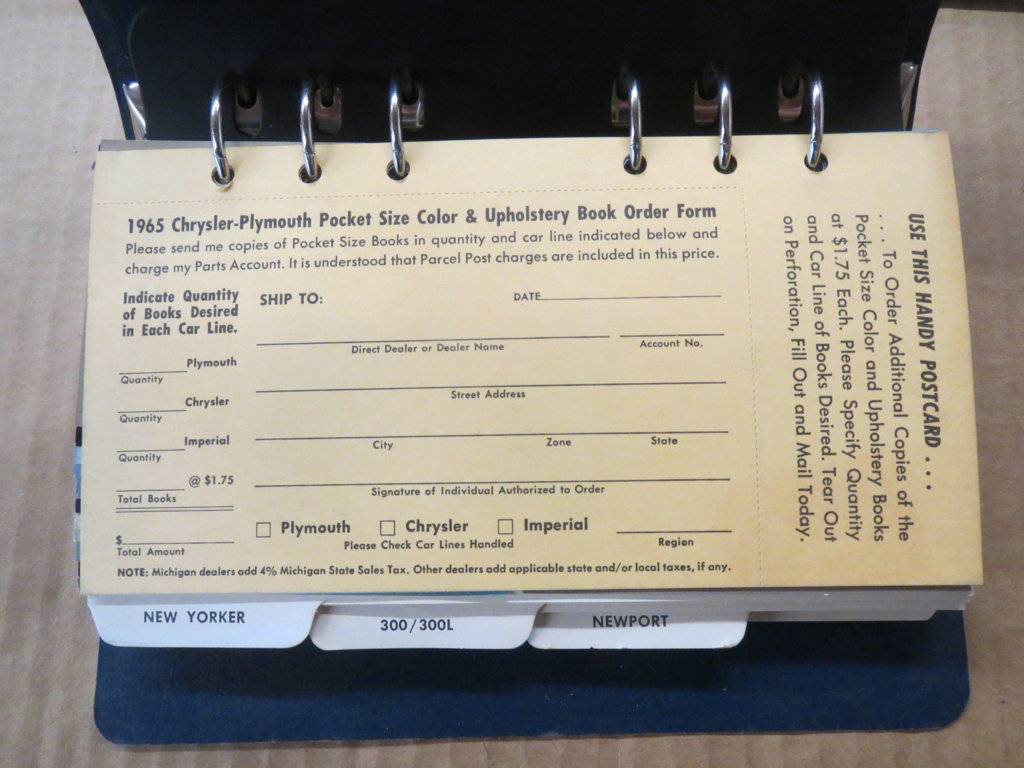 1965 Chrysler-Plymouth Pocket Size Color & Upholstery Book Order Form
Please send me copies of Pocket Size Books in quantity and car line indicated below and
charge my Parts Account. It is understood that Parcel Post charges are included in this price.
Indicate Quantity
of Books Desired
in Each Car Line.
Plymouth
Quantity
Chrysler
Quantity
Imperial
Quantity
@ $1.75
Total Books
$
Total Amount
SHIP TO:
DATE
Direct Dealer or Dealer Name
Account No.
Street Address
City Zone State
Signature of Individual Authorized to Order
Plymouth Chrysler Imperial
Please Check Car Lines Handled
Region
NOTE: Michigan dealers add 4% Michigan State Sales Tax. Other dealers add applicable state and/or local taxes, if any.
USE THIS HANDY POSTCARD . . .
. . . To Order Additional Copies of the
Pocket Size Color and Upholstery Books
at $1.75 Each. Please Specify Quantity
and Car Line of Books Desired. Tear Out
on Perforation, Fill Out and Mail Today.
NEW YORKER
300/300L
NEWPORT